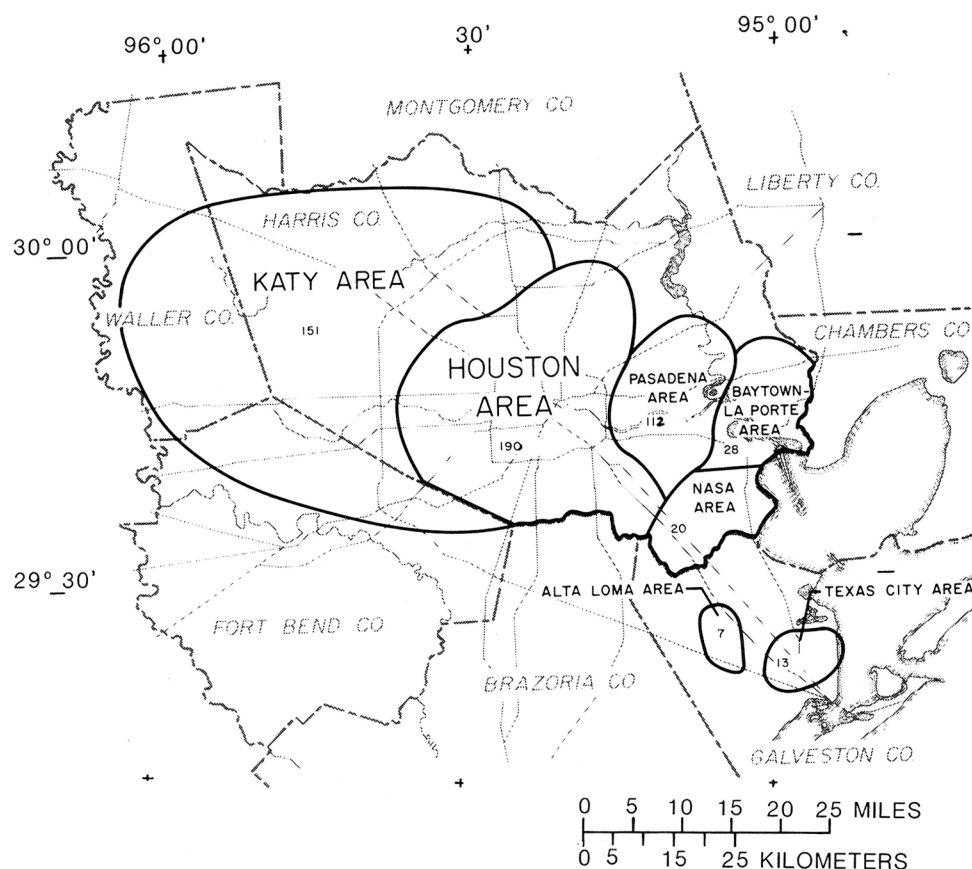 96° 00'
30'
95° 00'
MONTGOMERY CO
LIBERTY CO.
HARRIS CO.
30° 00'
KATY AREA
WALLER CO.
151
CHAMBERS CO
HOUSTON
AREA
PASADENA
AREA
BAYTOWN-
LA PORTE
AREA
112
190
28
NASA
AREA
20
29° 30'
ALTA LOMA AREA
TEXAS CITY AREA
FORT BEND CO
7
13
BRAZORIA CO
GALVESTON CO.
0 5 10 15 20 25 MILES
0 5 15 25 KILOMETERS